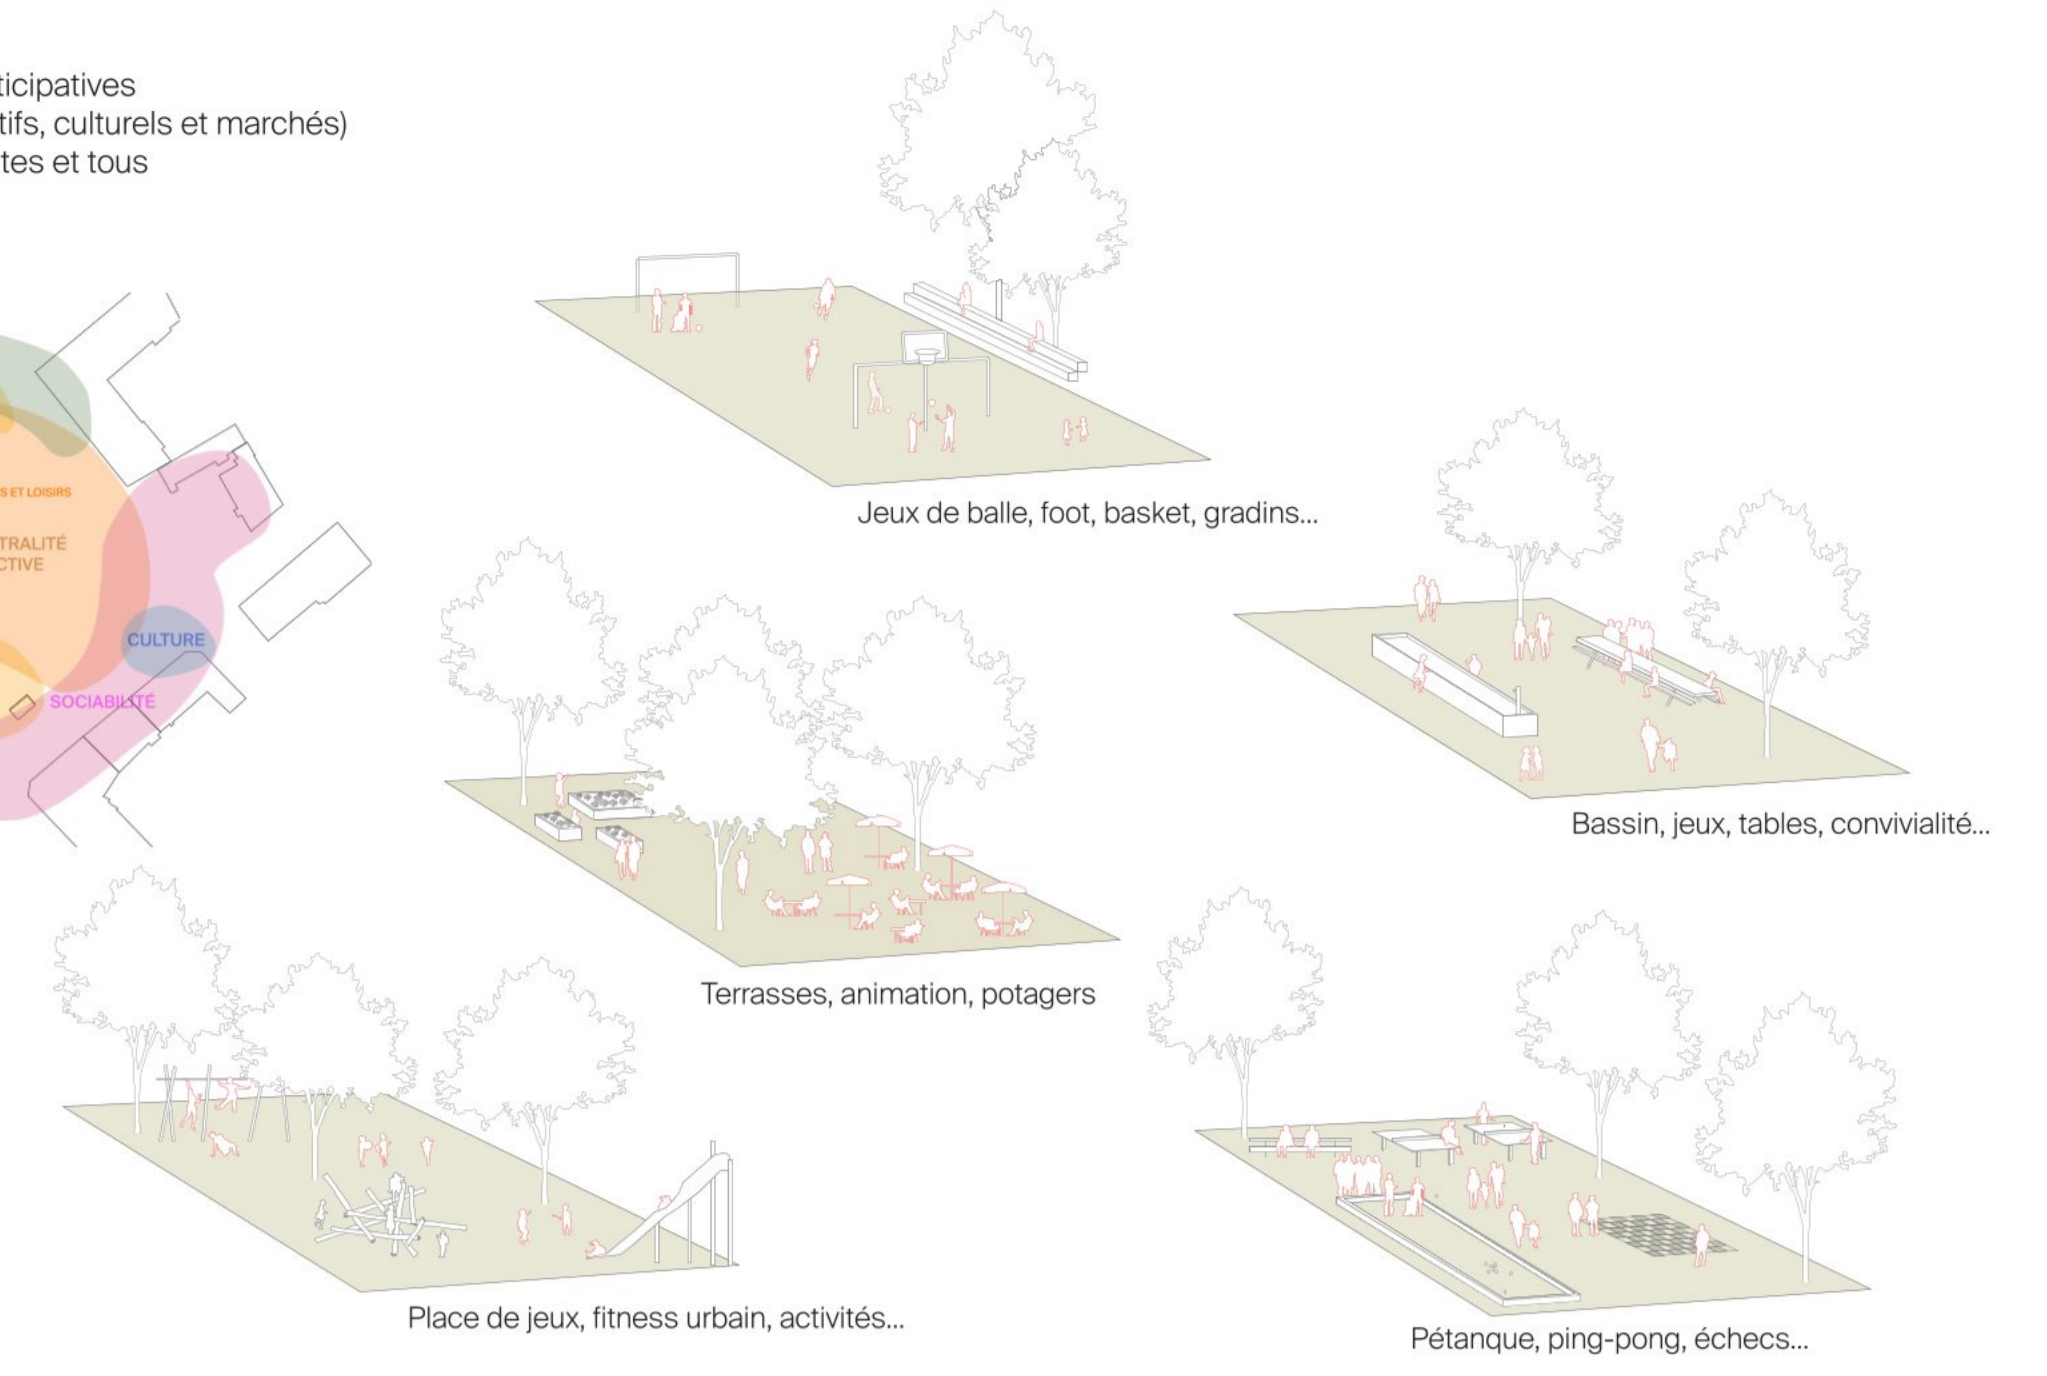 ticipatives
tifs, culturels et marchés)
tes et tous
S ET LOISIRS
TRALITÉ
CTIVE
CULTURE
SOCIABILITÉ
Jeux de balle, foot, basket, gradins...
Bassin, jeux, tables, convivialité...
Terrasses, animation, potagers
Place de jeux, fitness urbain, activités...
Pétanque, ping-pong, échecs...